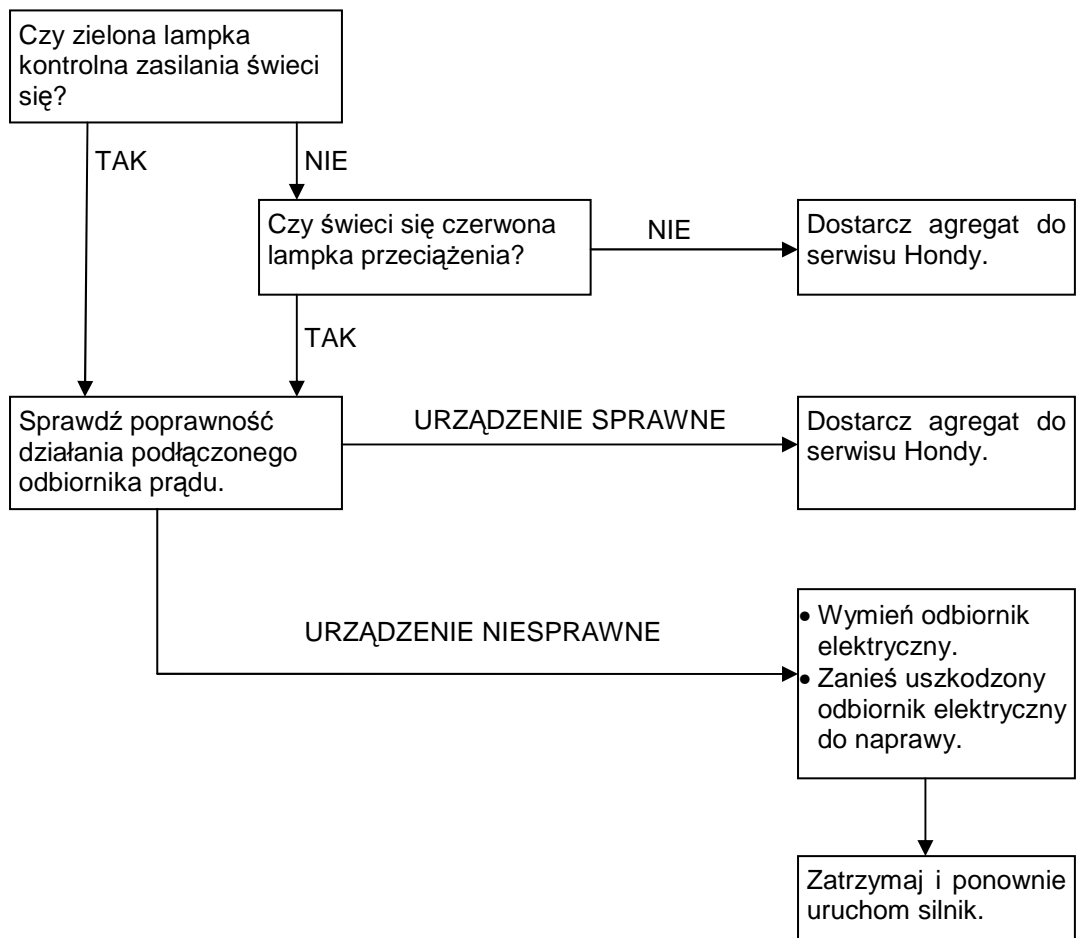 Czy zielona lampka
kontrolna zasilania świeci
się?
TAK
NIE
Czy świeci się czerwona
lampka przeciążenia?
NIE
Dostarcz agregat do
serwisu Hondy.
TAK
Sprawdź poprawność
działania podłączonego
odbiornika prądu.
URZĄDZENIE SPRAWNE
Dostarcz agregat do
serwisu Hondy.
URZĄDZENIE NIESPRAWNE
• Wymień odbiornik
elektryczny.
• Zanieś uszkodzony
odbiornik elektryczny
do naprawy.
Zatrzymaj i ponownie
uruchom silnik.